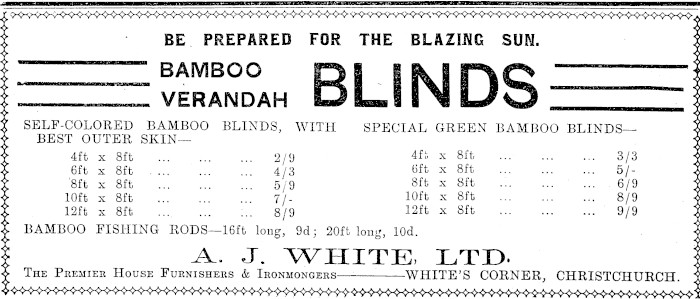 BE PREPARED FOR THE BLAZING SUN.
BAMBOO VERANDAH BLINDS
SELF-COLORED BAMBOO BLINDS, WITH BEST OUTER SKIN—
4ft x 8ft ... ... ... 2/9
6ft x 8ft ... ... ... 4/3
8ft x 8ft ... ... ... 5/9
10ft x 8ft ... ... ... 7/-
12ft x 8ft ... ... ... 8/9
SPECIAL GREEN BAMBOO BLINDS—
4ft x 8ft ... ... ... 3/3
6ft x 8ft ... ... ... 5/-
8ft x 8ft ... ... ... 6/9
10ft x 8ft ... ... ... 8/9
12ft x 8ft ... ... ... 9/9
BAMBOO FISHING RODS—16ft long, 9d; 20ft long, 10d.
A. J. WHITE, LTD.
THE PREMIER HOUSE FURNISHERS & IRONMONGERS————WHITE'S CORNER, CHRISTCHURCH.